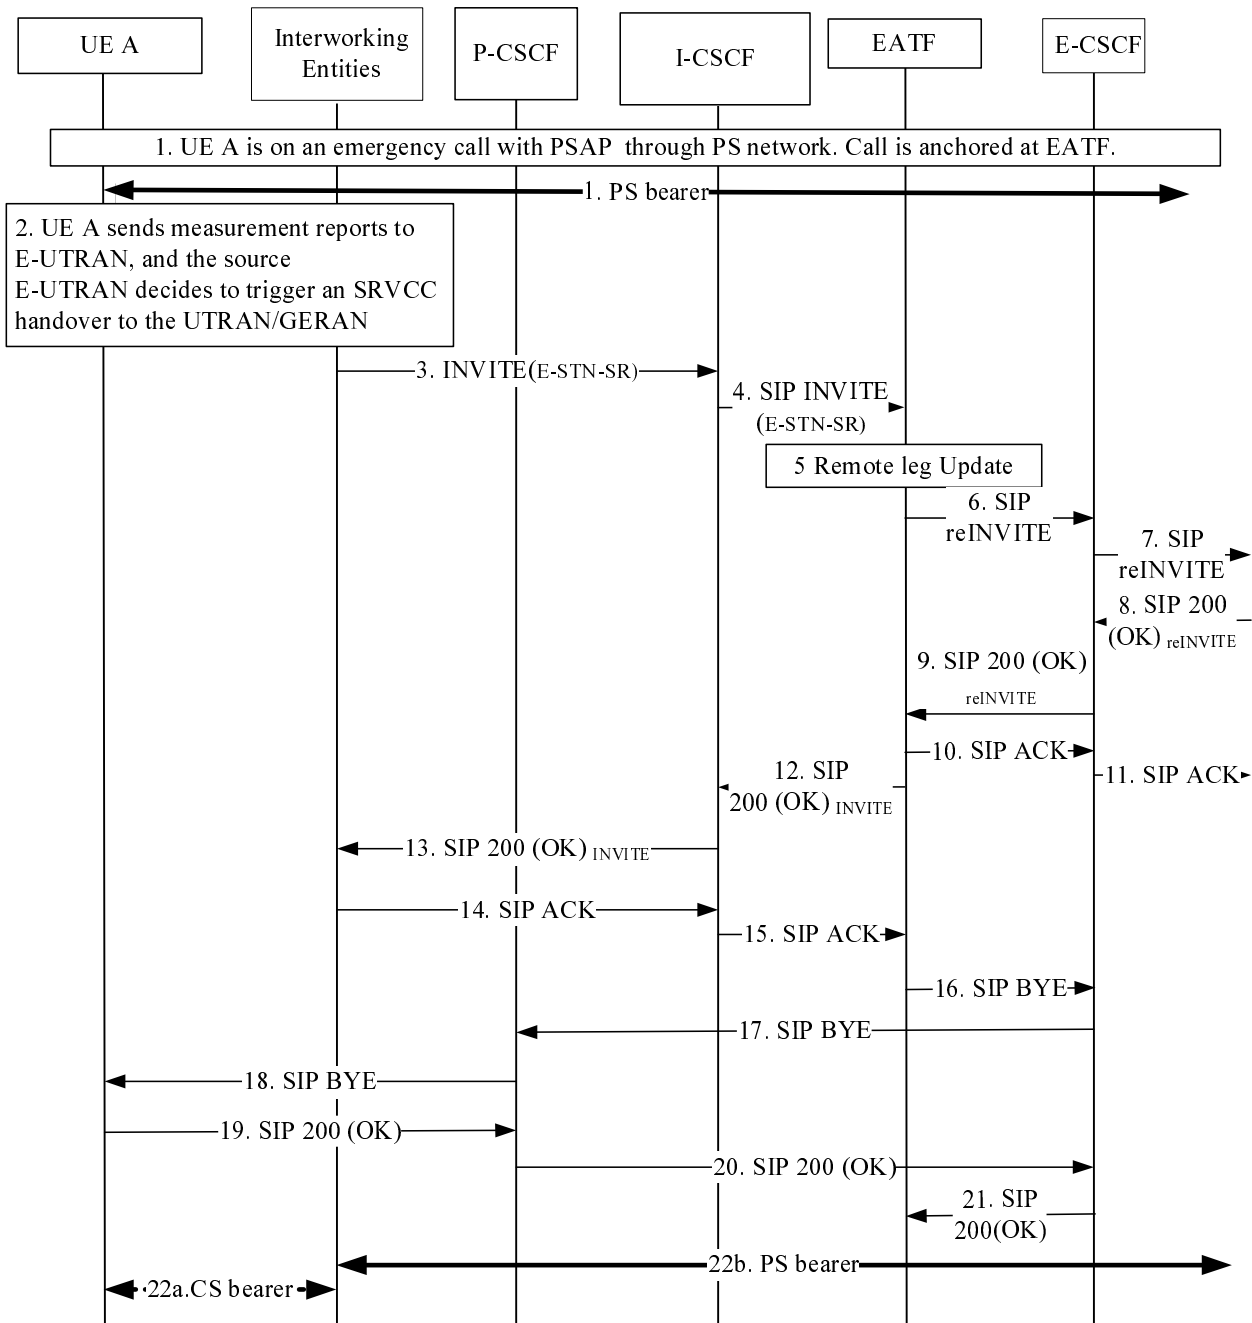 UE A
Interworking
Entities
P-CSCF
I-CSCF
EATF
E-CSCF
1. UE A is on an emergency call with PSAP through PS network. Call is anchored at EATF.
1. PS bearer
2. UE A sends measurement reports to
E-UTRAN, and the source
E-UTRAN decides to trigger an SRVCC
handover to the UTRAN/GERAN
3. INVITE(E-STN-SR)
4. SIP INVITE
(E-STN-SR)
5 Remote leg Update
6. SIP
reINVITE
7. SIP
reINVITE
8. SIP 200
(OK) reINVITE
9. SIP 200 (OK)
reINVITE
10. SIP ACK
11. SIP ACK
12. SIP
200 (OK) INVITE
13. SIP 200 (OK) INVITE
14. SIP ACK
15. SIP ACK
16. SIP BYE
17. SIP BYE
18. SIP BYE
19. SIP 200 (OK)
20. SIP 200 (OK)
21. SIP
200(OK)
22b. PS bearer
22a.CS bearer